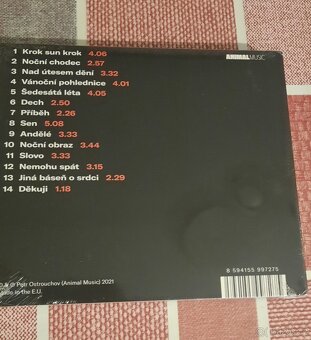 1 Krok sun krok 4.06
ANIMALMUSIC
2 Noční chodec 2.57
3 Nad útesem dění 3.32
4 Vánoční pohlednice 4.01
5 Šedesátá léta 4.05
6 Dech 2.50
7 Příběh 1.26
8 Sen 5.08
9 Andělé 3.33
10 Noční obraz 3.44
11 Slovo 3.33
12 Nemohu spát 3.15
13 Jiná báseň o srdci 2.29
14 Děkuji 1.18
℗ & © Petr Ostrouchov (Animal Music) 2021
Made in the E.U.
8 594155 997275